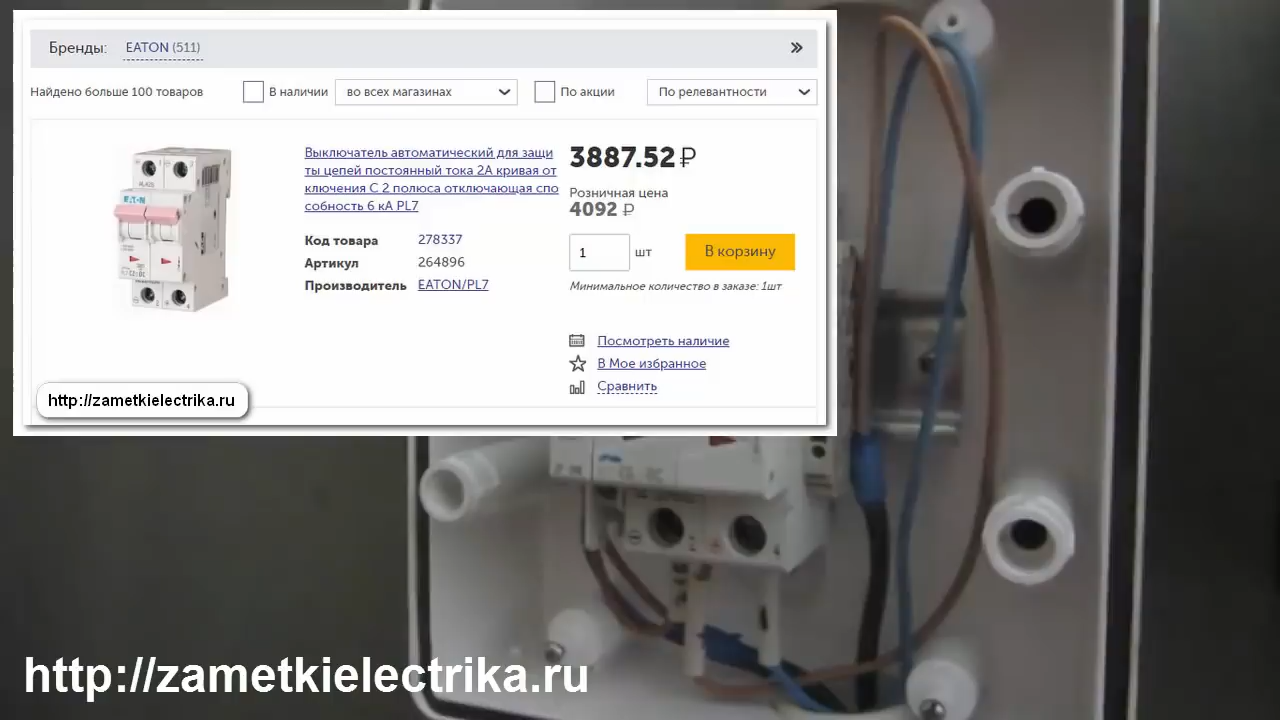 Бренды: EATON (511)
Найдено больше 100 товаров В наличии во всех магазинах По акции По релевантности
Выключатель автоматический для защи
ты цепей постоянный тока 2А кривая от
ключения С 2 полюса отключающая спо
собность 6 кА PL7
3887.52 ₽
Розничная цена
4092 ₽
Код товара 278337
Артикул 264896
Производитель EATON/PL7
1 шт В корзину
Минимальное количество в заказе: 1шт
Посмотреть наличие
В Мое избранное
Сравнить
EATON
http://zametkielectrika.ru
http://zametkielectrika.ru